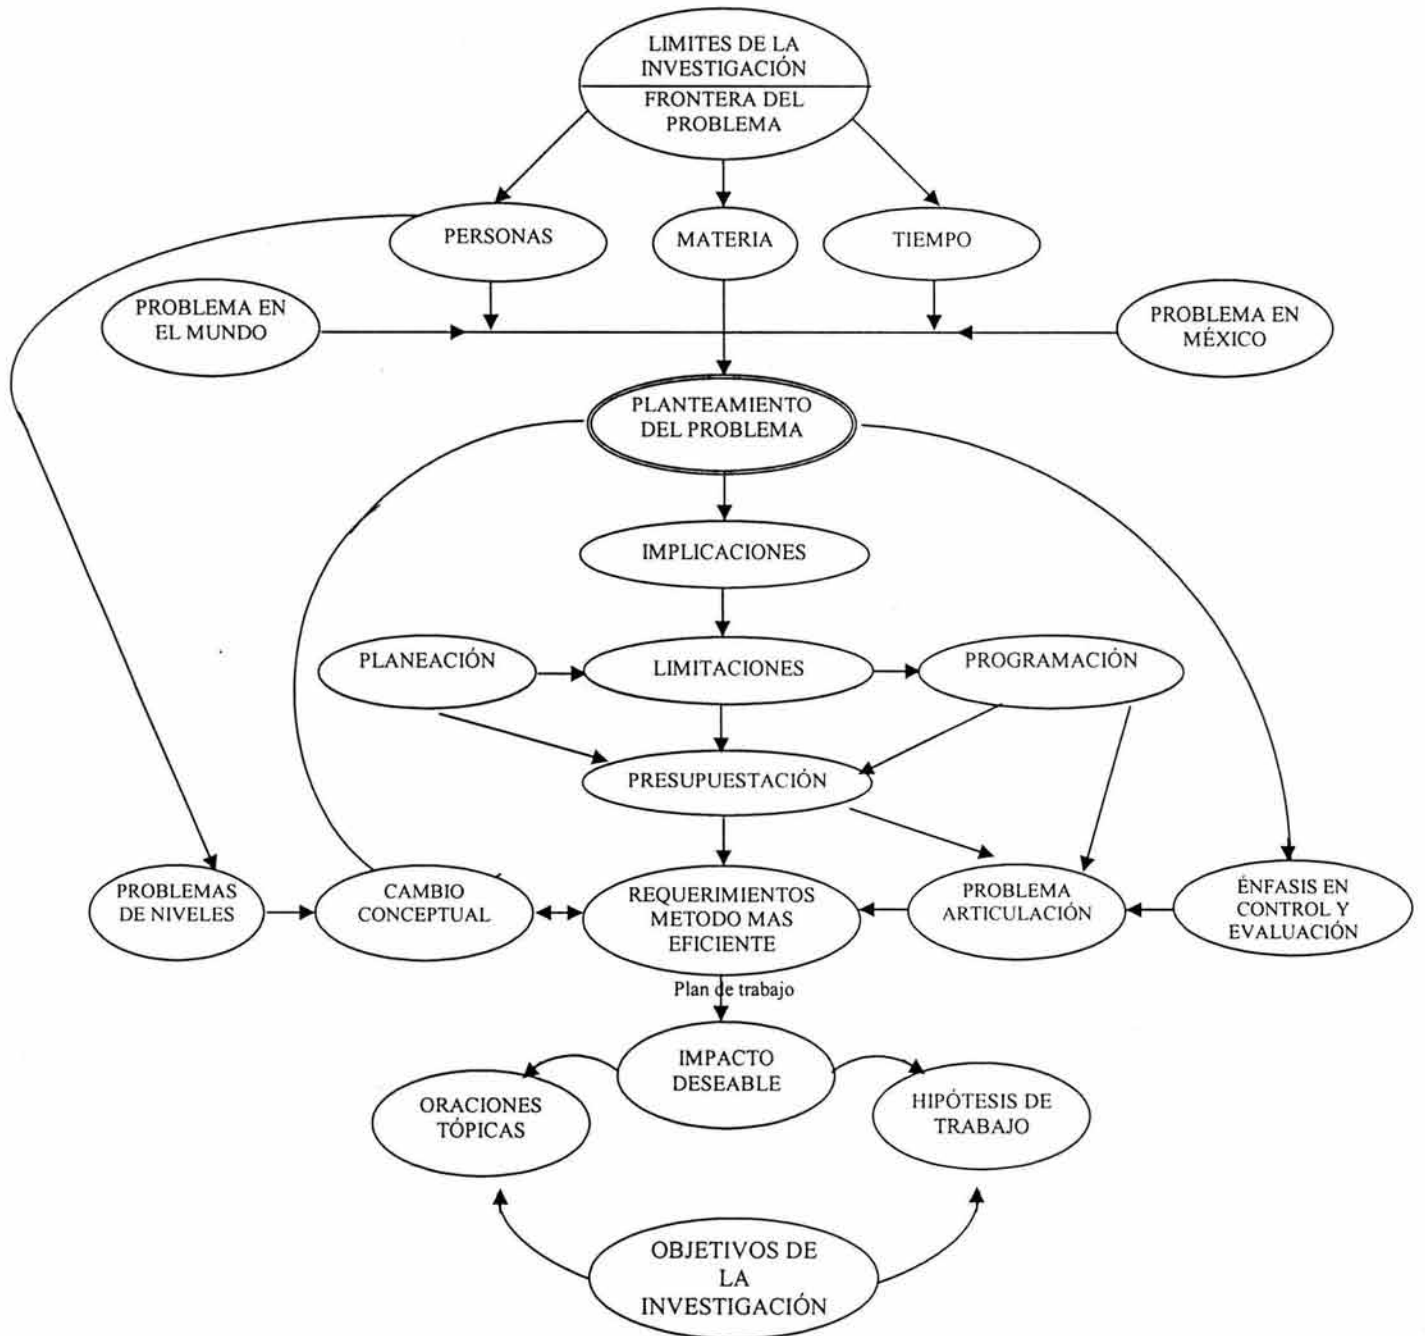 LIMITES DE LA
INVESTIGACIÓN
FRONTERA DEL
PROBLEMA
PERSONAS
MATERIA
TIEMPO
PROBLEMA EN
EL MUNDO
PROBLEMA EN
MÉXICO
PLANTEAMIENTO
DEL PROBLEMA
IMPLICACIONES
PLANEACIÓN
LIMITACIONES
PROGRAMACIÓN
PRESUPUESTACIÓN
PROBLEMAS
DE NIVELES
CAMBIO
CONCEPTUAL
REQUERIMIENTOS
METODO MAS
EFICIENTE
PROBLEMA
ARTICULACIÓN
ÉNFASIS EN
CONTROL Y
EVALUACIÓN
Plan de trabajo
IMPACTO
DESEABLE
ORACIONES
TÓPICAS
HIPÓTESIS DE
TRABAJO
OBJETIVOS DE
LA
INVESTIGACIÓN